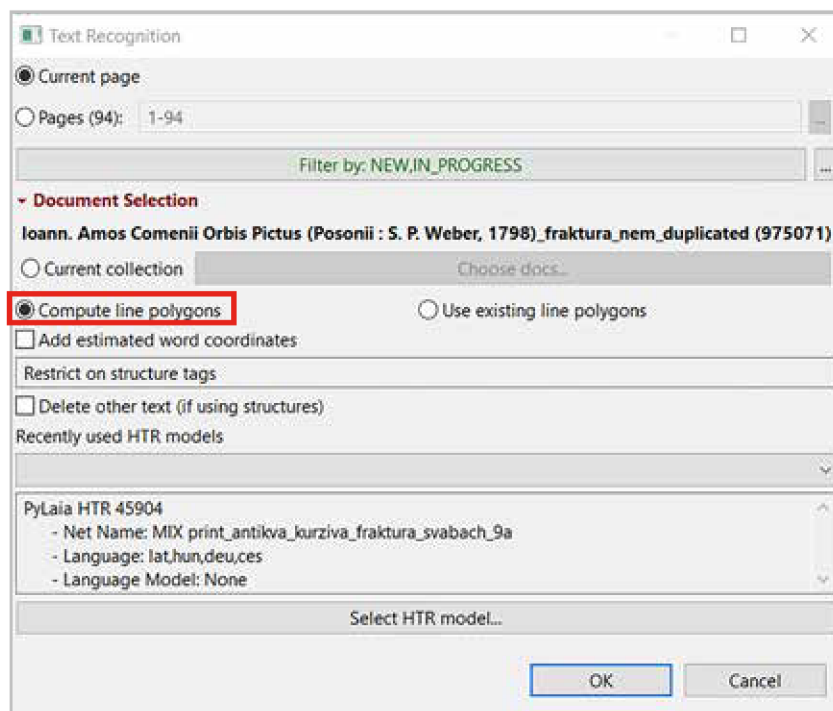 Text Recognition
Current page
Pages (94): 1-94 ...
Filter by: NEW,IN_PROGRESS ...
Document Selection
Ioann. Amos Comenii Orbis Pictus (Posonii : S. P. Weber, 1798)_fraktura_nem_duplicated (975071)
Current collection Choose docs...
Compute line polygons Use existing line polygons
Add estimated word coordinates
Restrict on structure tags
Delete other text (if using structures)
Recently used HTR models
PyLaia HTR 45904
- Net Name: MIX print_antikva_kurziva_fraktura_svabach_9a
- Language: lat,hun,deu,ces
- Language Model: None
Select HTR model...
OK Cancel